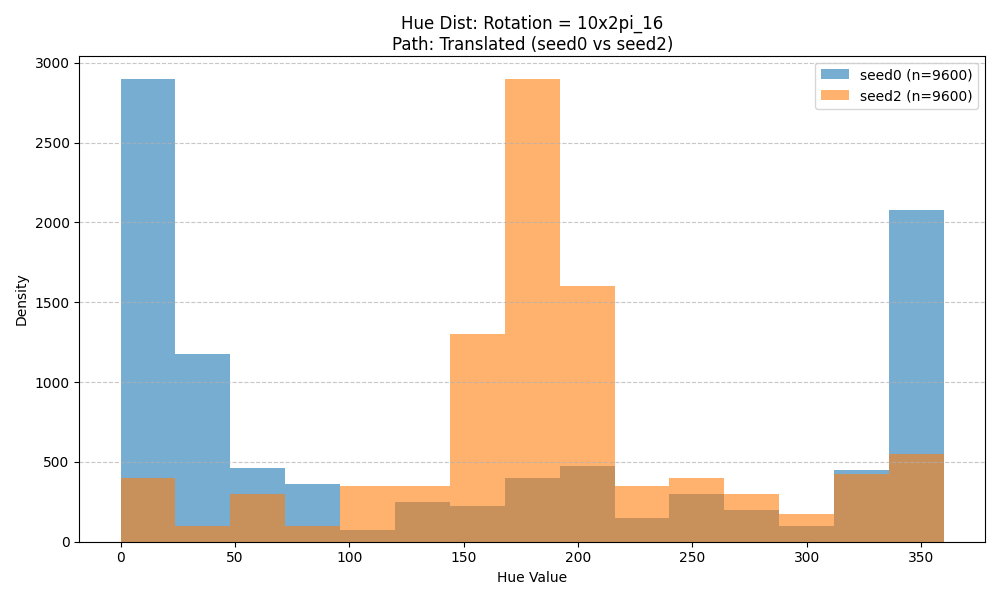 Hue Dist: Rotation = 10x2pi_16
Path: Translated (seed0 vs seed2)
seed0 (n=9600)
seed2 (n=9600)
Density
3000
2500
2000
1500
1000
500
0
0 50 100 150 200 250 300 350
Hue Value